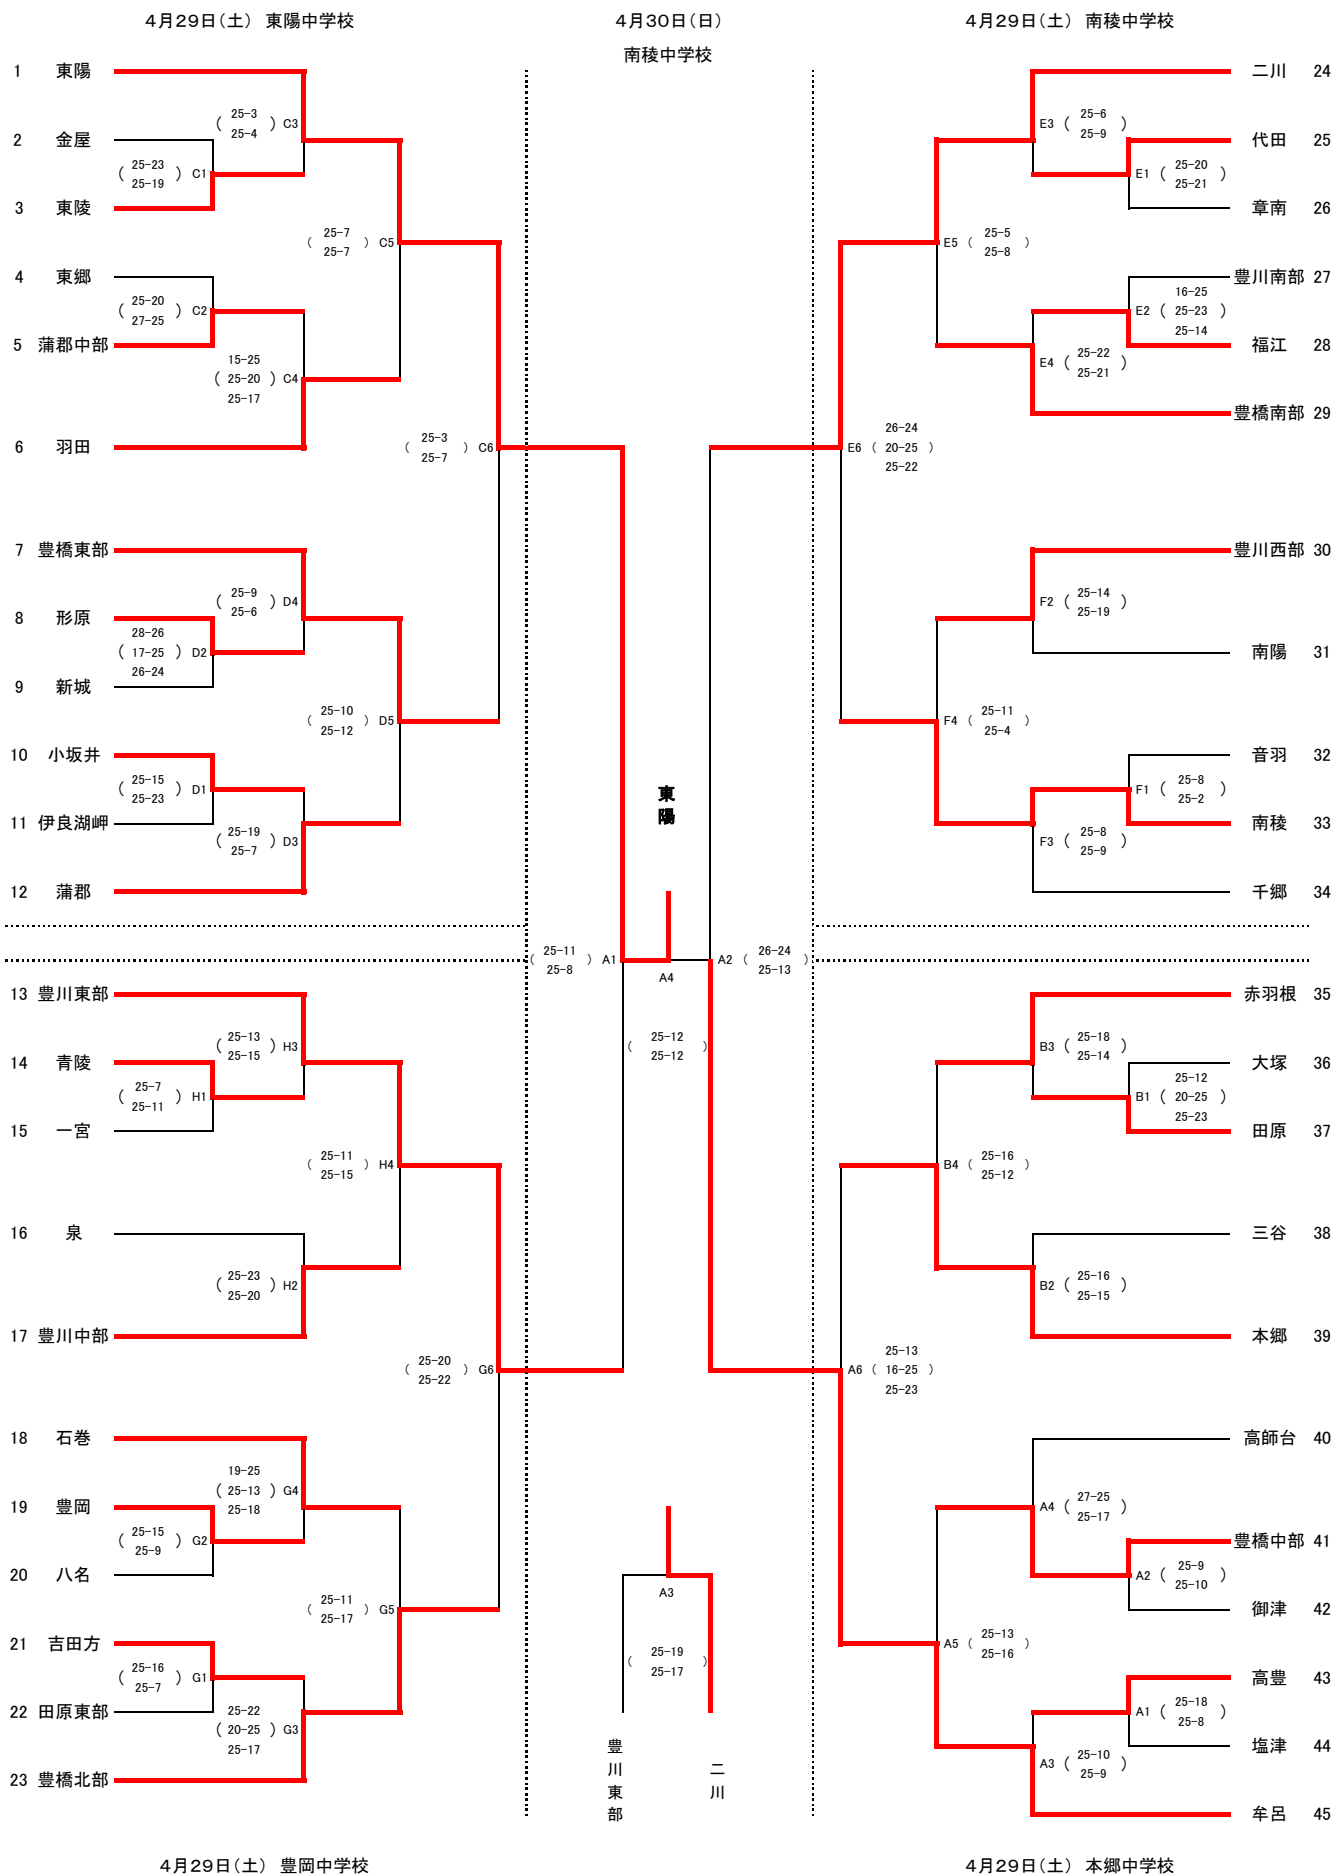 4月29日(土) 東陽中学校
4月30日(日)
南稜中学校
4月29日(土) 南稜中学校
1 東陽
25-3
25-4
C3
2 金屋
25-23
25-19
C1
3 東陵
25-7
25-7
C5
4 東郷
25-20
27-25
C2
5 蒲郡中部
15-25
25-20
25-17
C4
6 羽田
25-3
25-7
C6
7 豊橋東部
25-9
25-6
D4
8 形原
28-26
17-25
26-24
D2
9 新城
25-10
25-12
D5
10 小坂井
25-15
25-23
D1
11 伊良湖岬
25-19
25-7
D3
12 蒲郡
二川 24
E3
25-6
25-9
代田 25
E1
25-20
25-21
章南 26
E5
25-5
25-8
豊川南部 27
E2
16-25
25-23
25-14
福江 28
E4
25-22
25-21
豊橋南部 29
E6
26-24
20-25
25-22
豊川西部 30
F2
25-14
25-19
南陽 31
F4
25-11
25-4
音羽 32
F1
25-8
25-2
南稜 33
F3
25-8
25-9
千郷 34
東陽
25-11
25-8
A1
A4
A2
26-24
25-13
25-12
25-12
13 豊川東部
25-13
25-15
H3
14 青陵
25-7
25-11
H1
15 一宮
25-11
25-15
H4
16 泉
25-23
25-20
H2
17 豊川中部
25-20
25-22
G6
18 石巻
19-25
25-13
25-18
G4
19 豊岡
25-15
25-9
G2
20 八名
25-11
25-17
G5
21 吉田方
25-16
25-7
G1
22 田原東部
25-22
20-25
25-17
G3
23 豊橋北部
A3
25-19
25-17
豊川東部
二川
赤羽根 35
B3
25-18
25-14
大塚 36
B1
25-12
20-25
25-23
田原 37
B4
25-16
25-12
三谷 38
B2
25-16
25-15
本郷 39
A6
25-13
16-25
25-23
高師台 40
A4
27-25
25-17
豊橋中部 41
A2
25-9
25-10
御津 42
A5
25-13
25-16
高豊 43
A1
25-18
25-8
塩津 44
A3
25-10
25-9
牟呂 45
4月29日(土) 豊岡中学校
4月29日(土) 本郷中学校